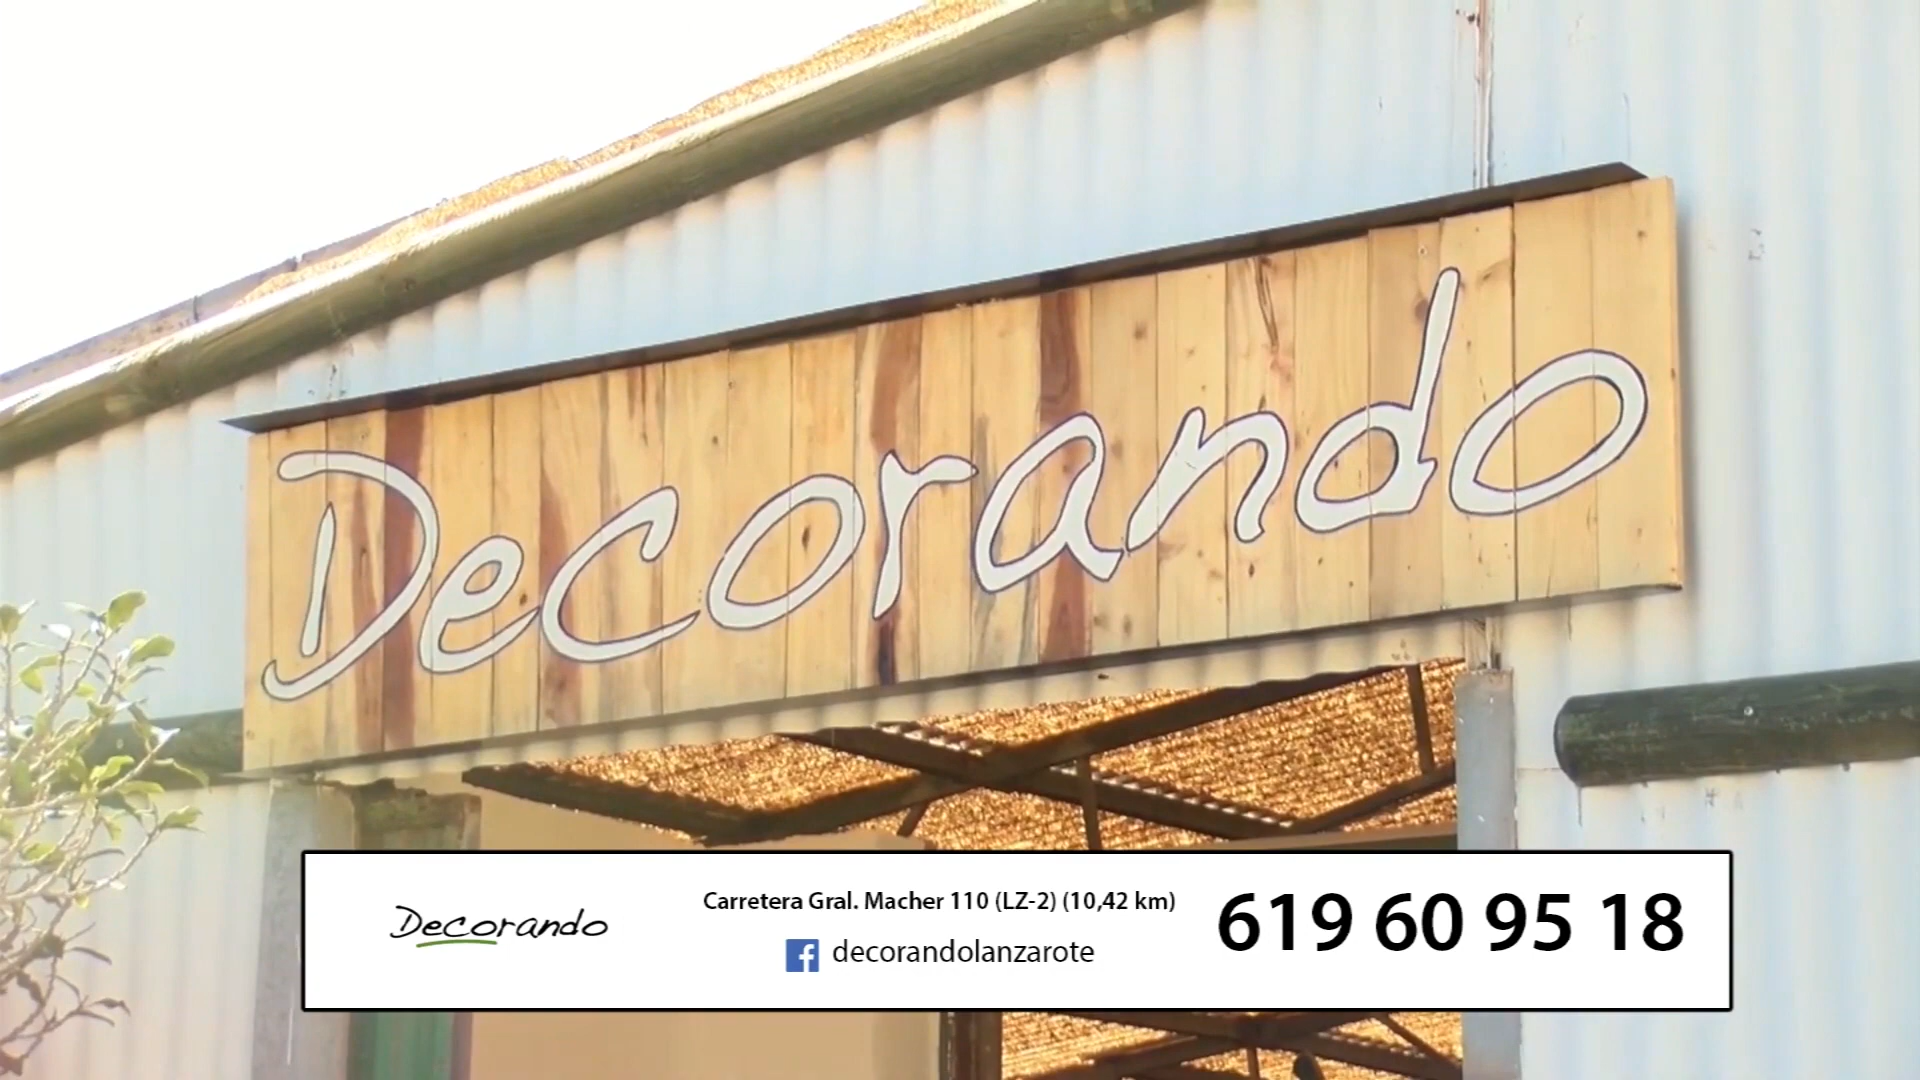 Decorando
Decorando
Carretera Gral. Macher 110 (LZ-2) (10,42 km)
decorandolanzarote
619 60 95 18